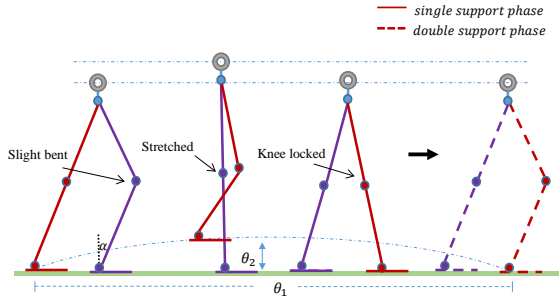 single support phase
double support phase
Slight bent
Stretched
Knee locked
α
θ₂
θ₁